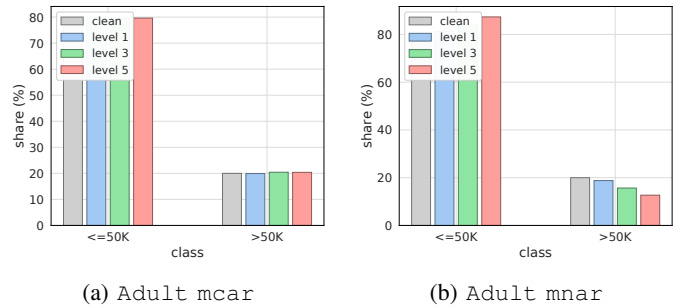 80
70
60
50
40
30
20
10
0
share (%)
clean
level 1
level 3
level 5
<=50K
>50K
class
(a) Adult mcar
80
60
40
20
0
share (%)
clean
level 1
level 3
level 5
<=50K
>50K
class
(b) Adult mnar